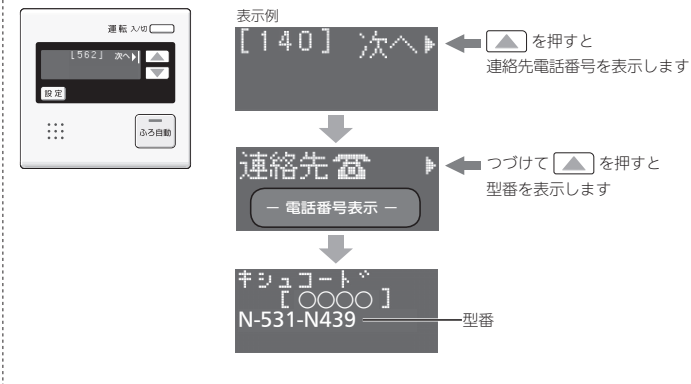 運転 入/切
[562] 次へ
設定
ふろ自動
表示例
[140] 次へ
▲を押すと
連絡先電話番号を表示します
連絡先☎
− 電話番号表示 −
つづけて▲を押すと
型番を表示します
キシュコード
[○○○○]
N-531-N439
型番